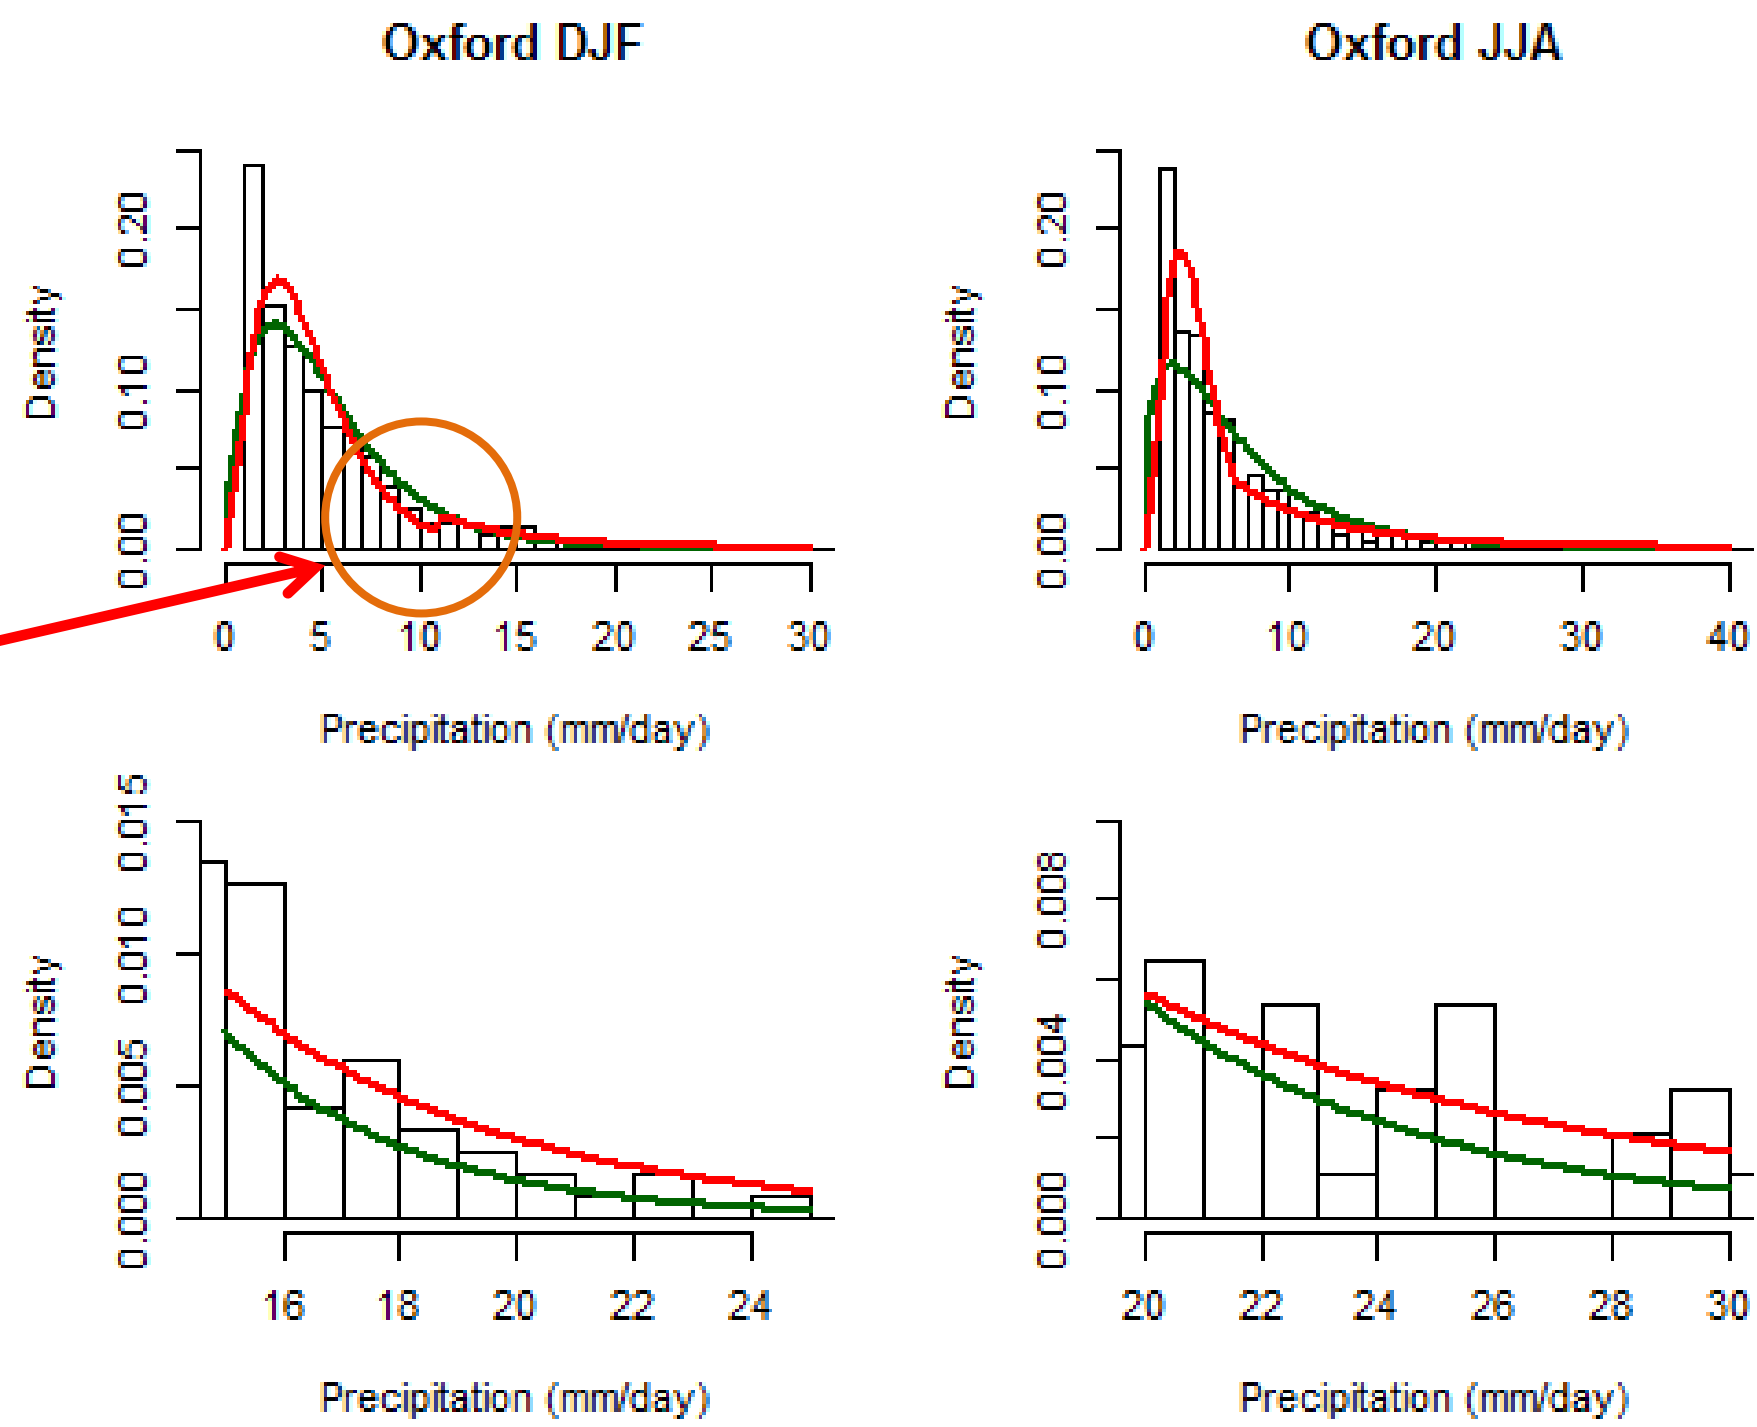 Oxford DJF
Density
0.00 0.10 0.20
0 5 10 15 20 25 30
Precipitation (mm/day)
Oxford JJA
Density
0.00 0.10 0.20
0 10 20 30 40
Precipitation (mm/day)
Density
0.000 0.005 0.010 0.015
16 18 20 22 24
Precipitation (mm/day)
Density
0.000 0.004 0.008
20 22 24 26 28 30
Precipitation (mm/day)